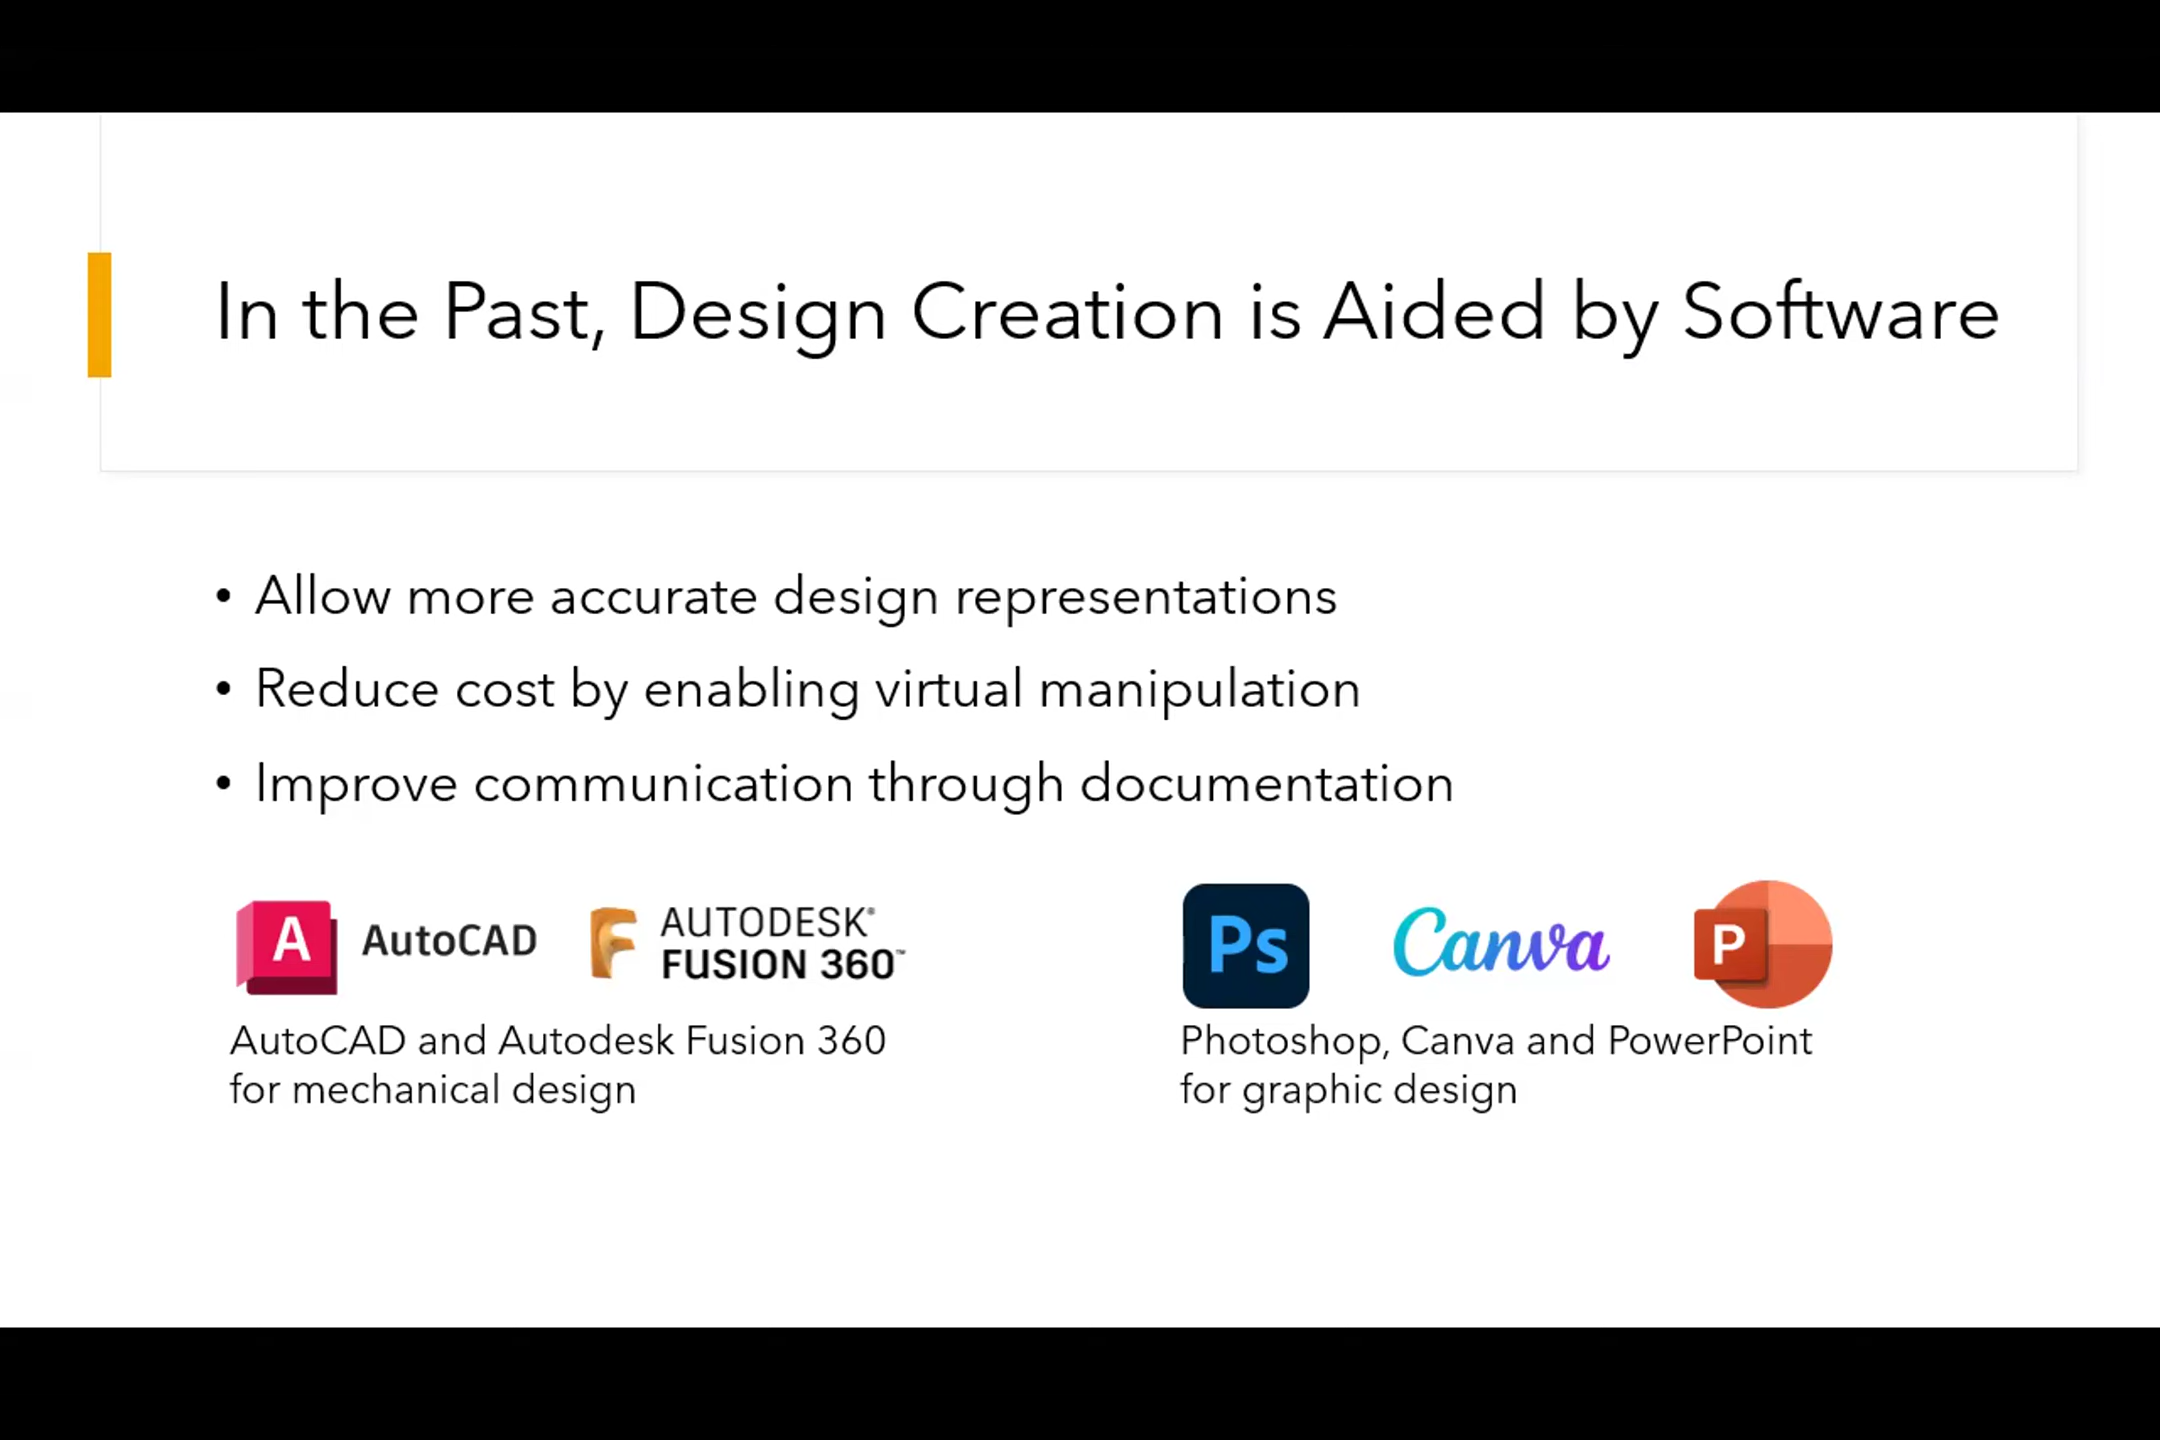 In the Past, Design Creation is Aided by Software
• Allow more accurate design representations
• Reduce cost by enabling virtual manipulation
• Improve communication through documentation
A AutoCAD
AUTODESK®
FUSION 360™
Ps
Canva
P
AutoCAD and Autodesk Fusion 360
for mechanical design
Photoshop, Canva and PowerPoint
for graphic design